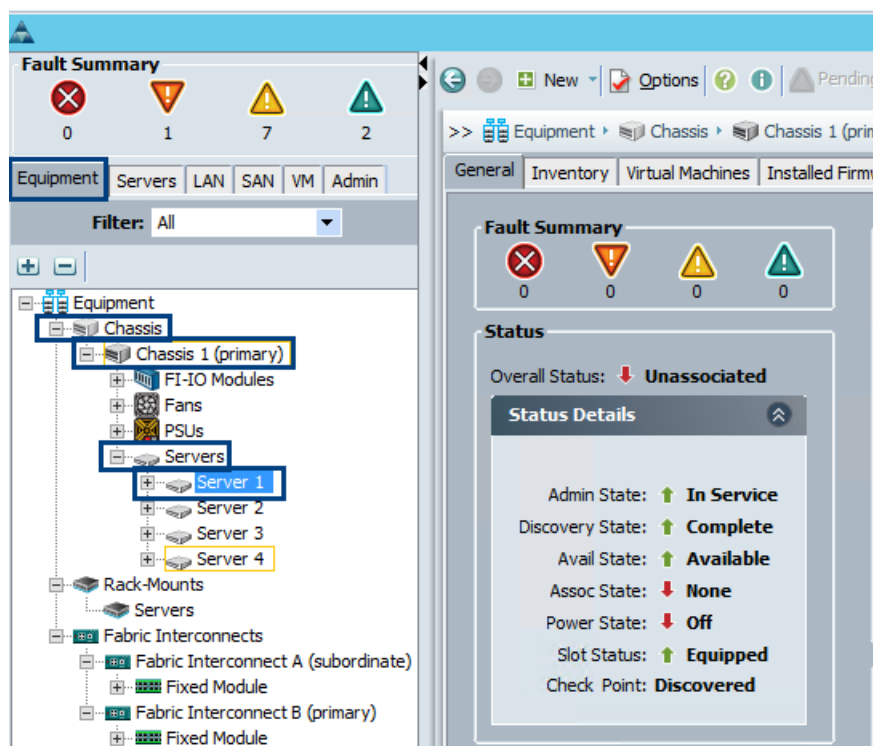 Fault Summary
0 1 7 2
Equipment Servers LAN SAN VM Admin
Filter: All
Equipment
Chassis
Chassis 1 (primary)
FI-IO Modules
Fans
PSUs
Servers
Server 1
Server 2
Server 3
Server 4
Rack-Mounts
Servers
Fabric Interconnects
Fabric Interconnect A (subordinate)
Fixed Module
Fabric Interconnect B (primary)
Fixed Module
New Options Pending
>> Equipment Chassis Chassis 1 (prim
General Inventory Virtual Machines Installed Firmw
Fault Summary
0 0 0 0
Status
Overall Status: Unassociated
Status Details
Admin State: In Service
Discovery State: Complete
Avail State: Available
Assoc State: None
Power State: Off
Slot Status: Equipped
Check Point: Discovered